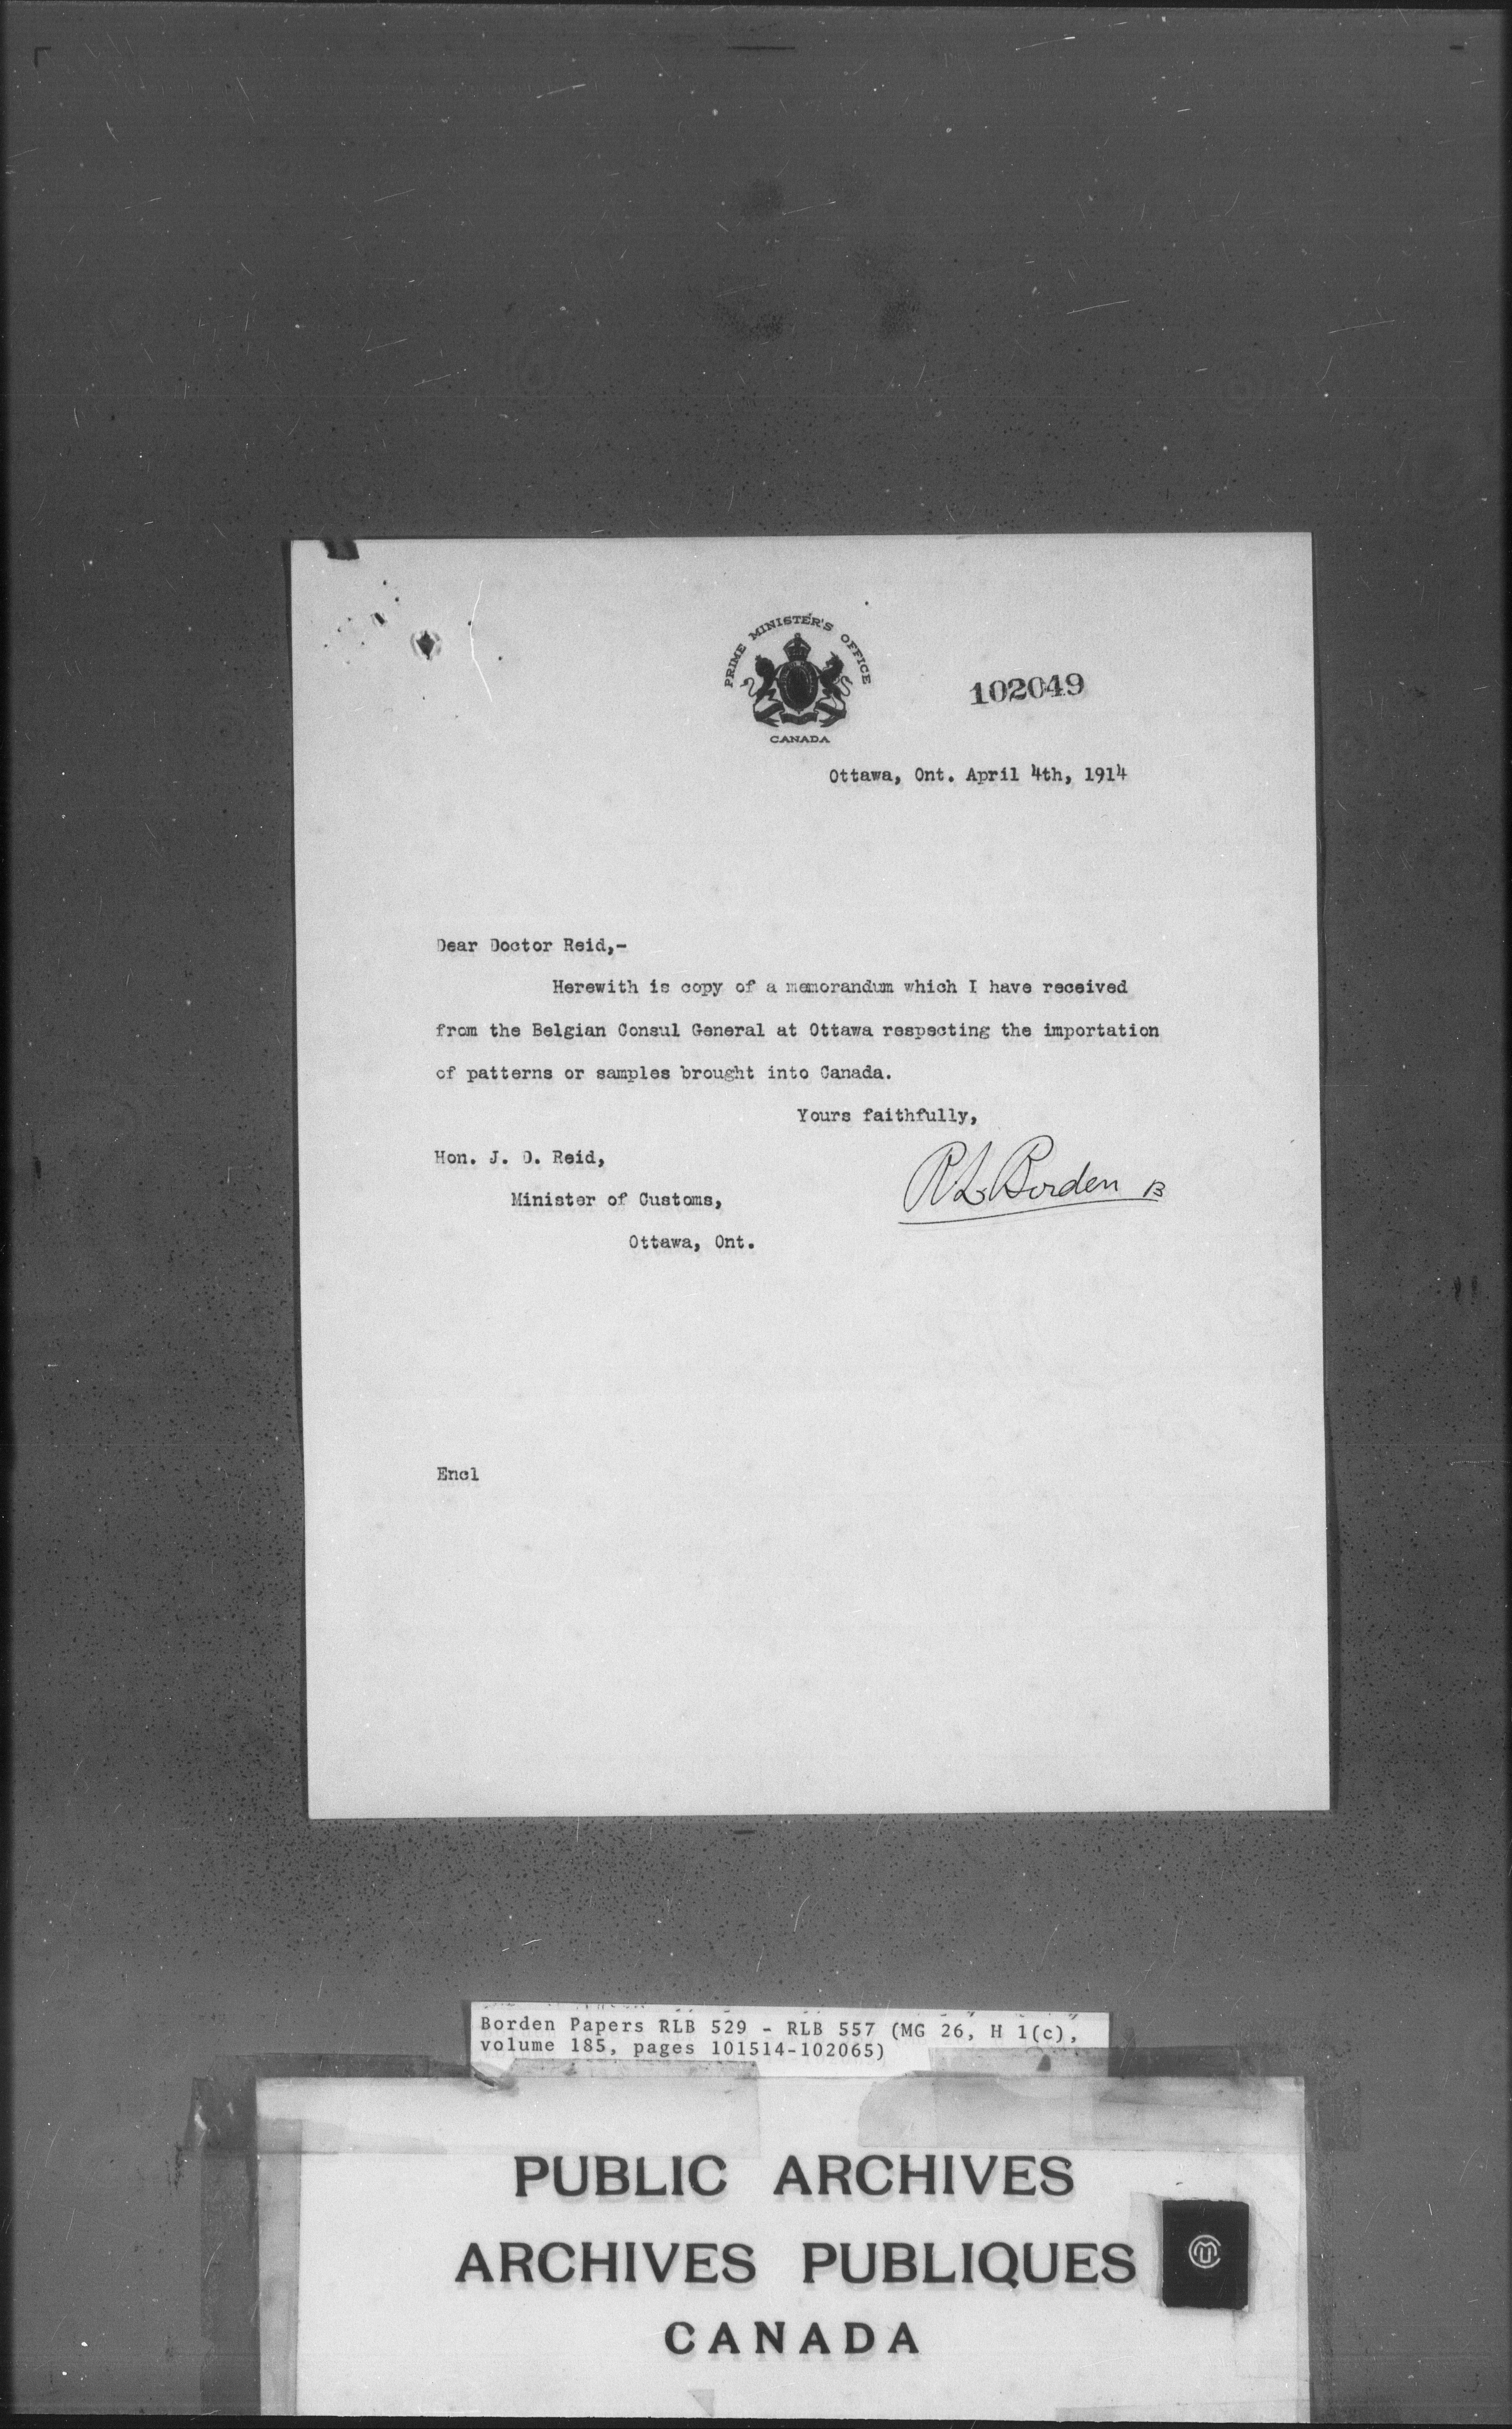 PRIME MINISTER'S OFFICE
CANADA
102049
Ottawa, Ont. April 4th, 1914
Dear Doctor Reid,-
Herewith is copy of a memorandum which I have received
from the Belgian Consul General at Ottawa respecting the importation
of patterns or samples brought into Canada.
Yours faithfully,
Hon. J. D. Reid,
R L Borden B
Minister of Customs,
Ottawa, Ont.
Encl
Borden Papers RLB 529 - RLB 557 (MG 26, H 1(c),
volume 185, pages 101514-102065)
PUBLIC ARCHIVES
ARCHIVES PUBLIQUES
CANADA